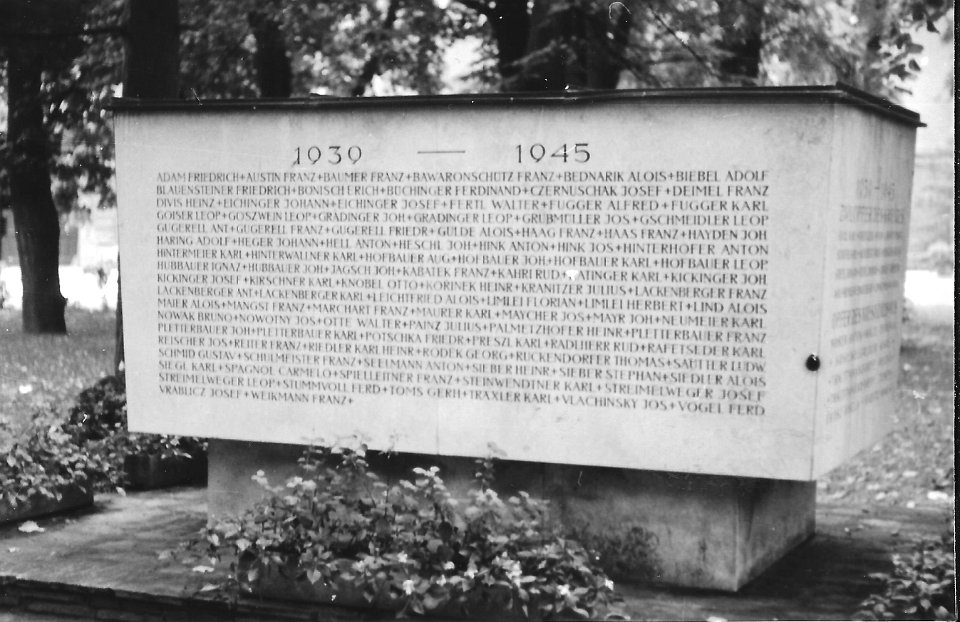 1939 — 1945
ADAM FRIEDRICH+AUSTIN FRANZ+BAUMER FRANZ+BAWARONSCHÜTZ FRANZ+BEDNARIK ALOIS+BIEBEL ADOLF
BLAUENSTEINER FRIEDRICH+BONISCH ERICH+BÜCHINGER FERDINAND+CZERNUSCHAK JOSEF+DEIMEL FRANZ
DIVIS HEINZ+EICHINGER JOHANN+EICHINGER JOSEF+FERTL WALTER+FUGGER ALFRED+FUGGER KARL
GOISER LEOP+GOSZWEIN LEOP+GRADINGER JOH+GRADINGER LEOP+GRUBMÜLLER JOS+GSCHMEIDLER LEOP
GUGERELL ANT+GUGERELL FRANZ+GUGERELL FRIEDR+GULDE ALOIS+HAAG FRANZ+HAAS FRANZ+HAYDEN JOH
HARING ADOLF+HEGER JOHANN+HELL ANTON+HESCHL JOH+HINK ANTON+HINK JOS+HINTERHOFER ANTON
HINTERMEIER KARL+HINTERWALLNER KARL+HOFBAUER AUG+HOFBAUER JOH+HOFBAUER KARL+HOFBAUER LEOP
HUBBAUER IGNAZ+HUBBAUER JOH+JAGSCH JOH+KABATEK FRANZ+KAHRI RUD+KATINGER KARL+KICKINGER JOH
KICKINGER JOSEF+KIRSCHNER KARL+KNOBEL OTTO+KORINEK HEINR+KRANITZER JULIUS+LACKENBERGER FRANZ
LACKENBERGER ANT+LACKENBERGER KARL+LEICHTFRIED ALOIS+LIMLEI FLORIAN+LIMLEI HERBERT+LIND ALOIS
MAIER ALOIS+MANGST FRANZ+MARCHART FRANZ+MAURER KARL+MAYCHER JOS+MAYR JOH+NEUMEIER KARL
NOWAK BRUNO+NOWOTNY JOS+OTTE WALTER+PAINZ JULIUS+PALMETZHOFER HEINR+PLETTERBAUER FRANZ
PLETTERBAUER JOH+PLETTERBAUER KARL+POTSCHKA FRIEDR+PRESZL KARL+RADLHERR RUD+RAFETSEDER KARL
REISCHER JOS+REITER FRANZ+RIEDLER KARL HEINR+RODEK GEORG+RUCKENDORFER THOMAS+SAUTTER LUDW
SCHMID GUSTAV+SCHULMEISTER FRANZ+SEELMANN ANTON+SIEBER HEINR+SIEBER STEPHAN+SIEDLER ALOIS
SIEGL KARL+SPAGNOL CARMELO+SPIELLEITNER FRANZ+STEINWENDTNER KARL+STREIMELWEGER JOSEF
STREIMELWEGER LEOP+STUMMVOLL FERD+TOMS GERH+TRAXLER KARL+VLACHINSKY JOS+VOGEL FERD
VRABLICZ JOSEF+WEIKMANN FRANZ+